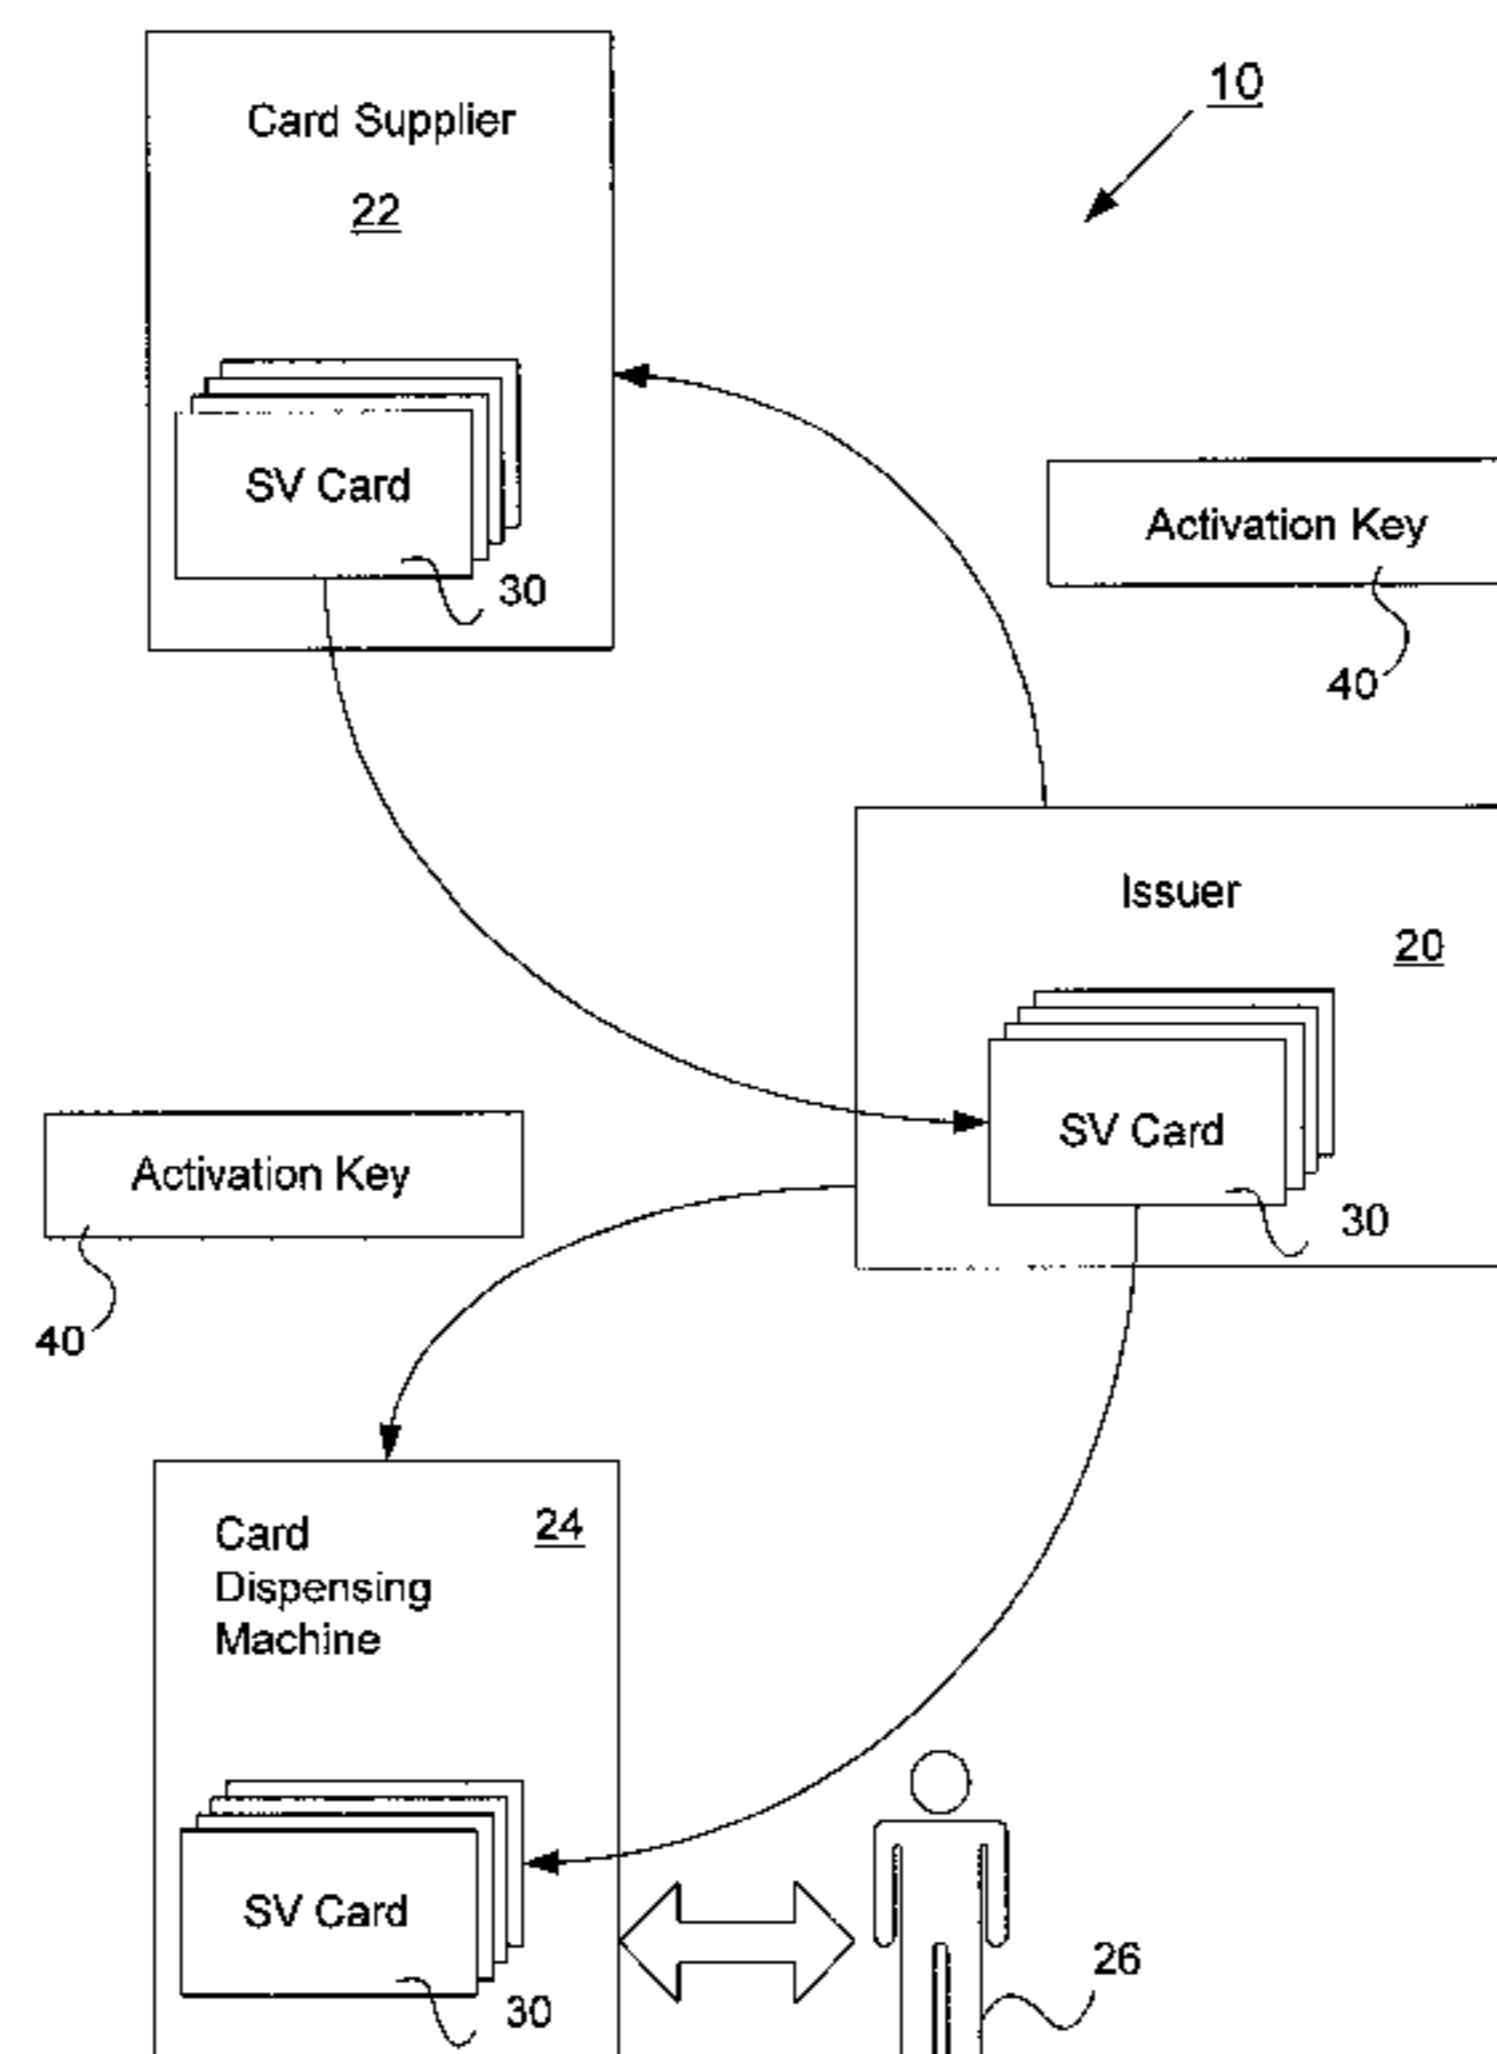 10
Card Supplier
22
SV Card
30
Activation Key
40
Issuer
20
SV Card
30
Activation Key
40
Card
Dispensing
Machine
24
SV Card
30
26